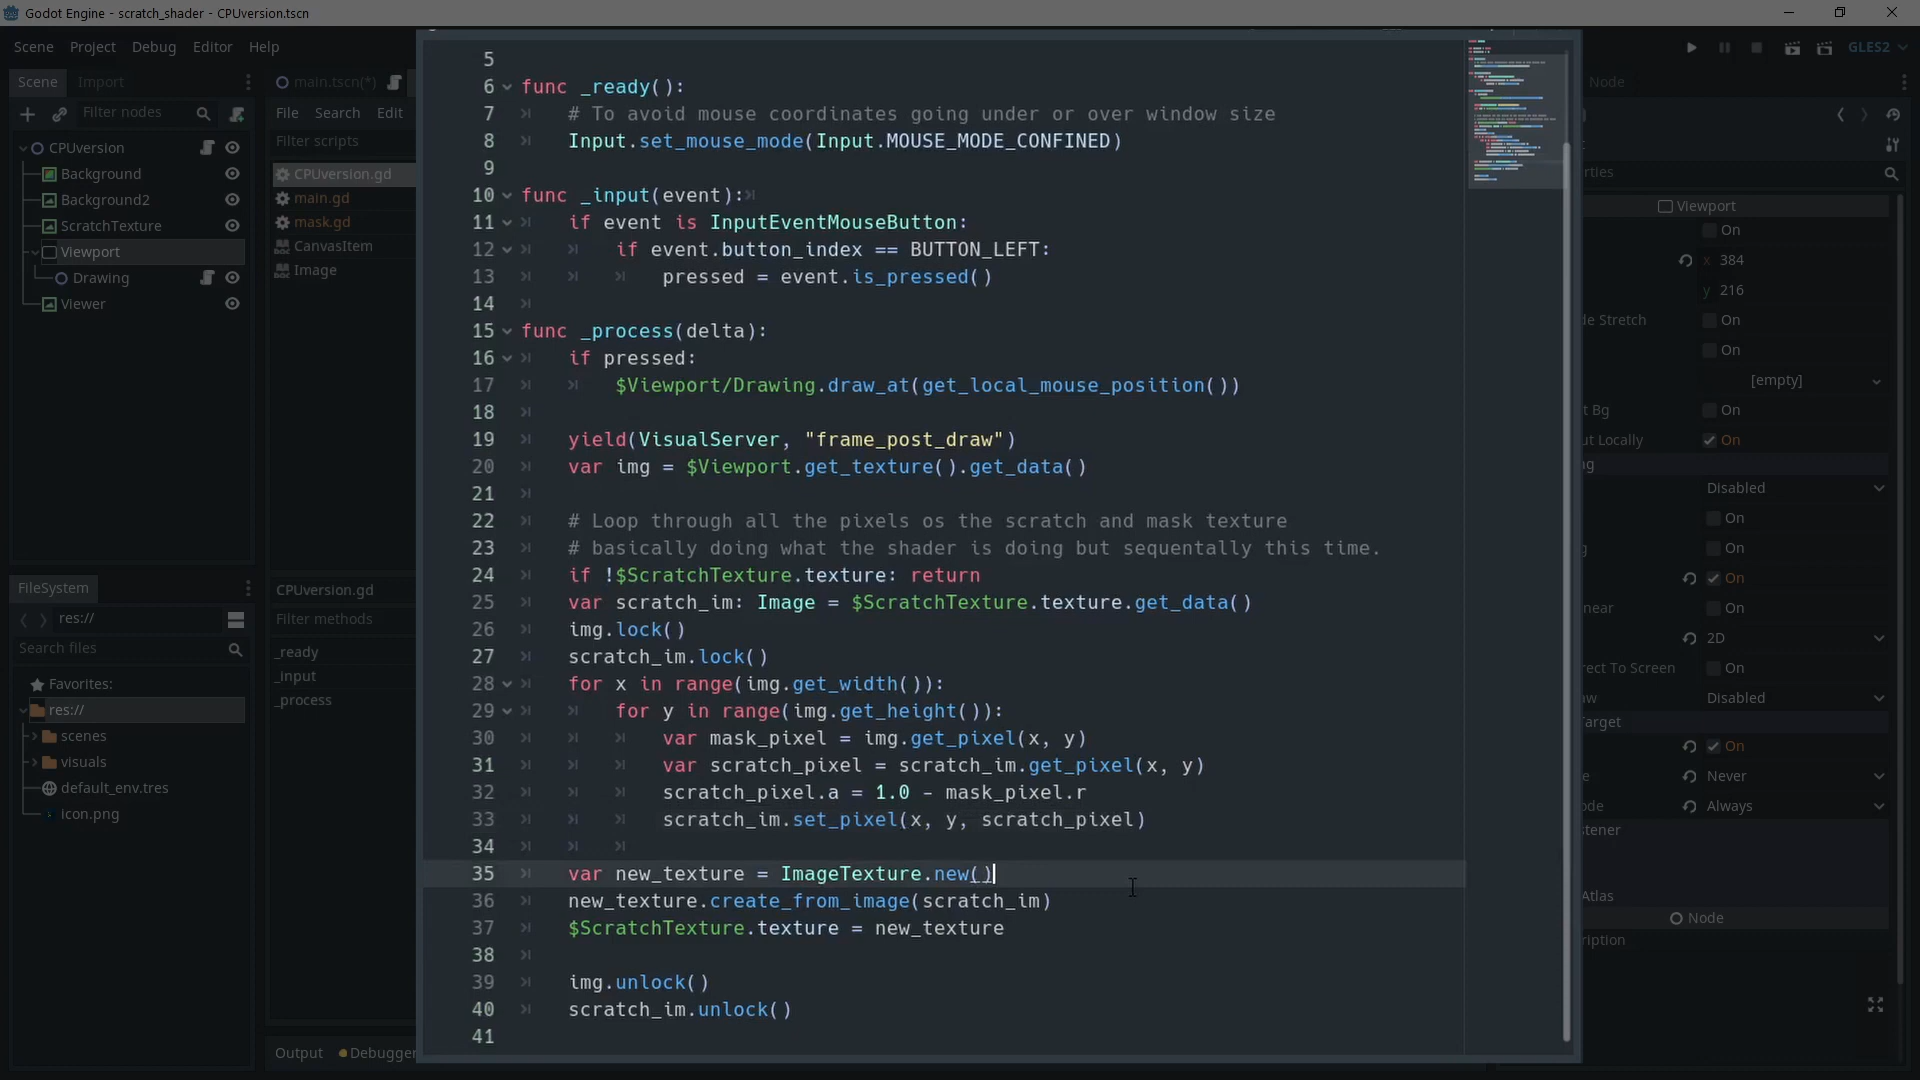 Godot Engine - scratch_shader - CPUversion.tscn
Scene Project Debug Editor Help
GLES2
Scene Import
Filter nodes
CPUversion
Background
Background2
ScratchTexture
Viewport
Drawing
Viewer
FileSystem
res://
Search files
Favorites:
res://
scenes
visuals
default_env.tres
icon.png
main.tscn(*)
File Search Edit
Filter scripts
CPUversion.gd
main.gd
mask.gd
CanvasItem
Image
CPUversion.gd
Filter methods
_ready
_input
_process
Output Debugger
5
6 func _ready():
7 # To avoid mouse coordinates going under or over window size
8 Input.set_mouse_mode(Input.MOUSE_MODE_CONFINED)
9
10 func _input(event):
11 if event is InputEventMouseButton:
12 if event.button_index == BUTTON_LEFT:
13 pressed = event.is_pressed()
14
15 func _process(delta):
16 if pressed:
17 $Viewport/Drawing.draw_at(get_local_mouse_position())
18
19 yield(VisualServer, "frame_post_draw")
20 var img = $Viewport.get_texture().get_data()
21
22 # Loop through all the pixels os the scratch and mask texture
23 # basically doing what the shader is doing but sequentally this time.
24 if !$ScratchTexture.texture: return
25 var scratch_im: Image = $ScratchTexture.texture.get_data()
26 img.lock()
27 scratch_im.lock()
28 for x in range(img.get_width()):
29 for y in range(img.get_height()):
30 var mask_pixel = img.get_pixel(x, y)
31 var scratch_pixel = scratch_im.get_pixel(x, y)
32 scratch_pixel.a = 1.0 - mask_pixel.r
33 scratch_im.set_pixel(x, y, scratch_pixel)
34
35 var new_texture = ImageTexture.new()
36 new_texture.create_from_image(scratch_im)
37 $ScratchTexture.texture = new_texture
38
39 img.unlock()
40 scratch_im.unlock()
41
Node
rties
Viewport
On
x 384
y 216
de Stretch On
On
[empty]
t Bg On
ut Locally On
Disabled
On
On
On
near On
2D
rect To Screen On
aw Disabled
Target
On
Never
ode Always
stener
Atlas
Node
ription